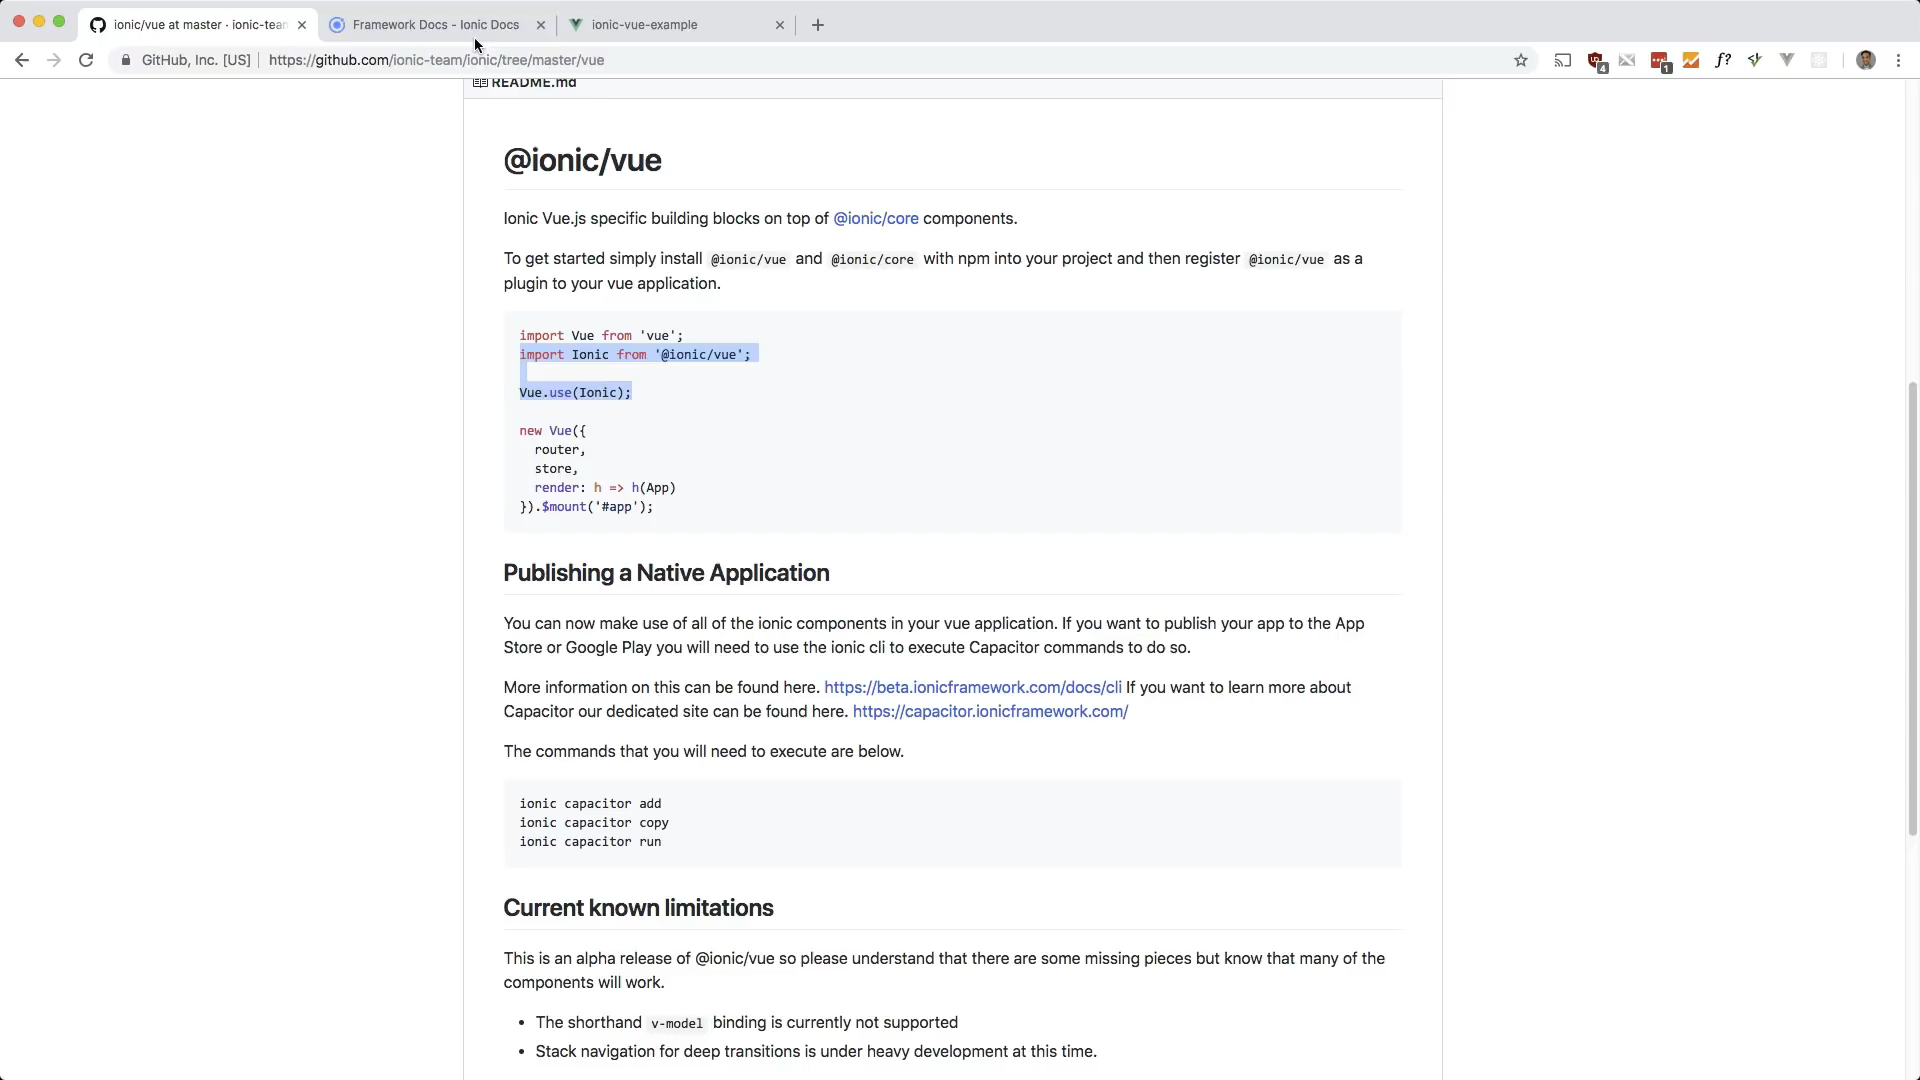 ionic/vue at master · ionic-tean
Framework Docs - Ionic Docs
ionic-vue-example
GitHub, Inc. [US]
https://github.com/ionic-team/ionic/tree/master/vue
4
1
f?
README.md
@ionic/vue
Ionic Vue.js specific building blocks on top of @ionic/core components.
To get started simply install @ionic/vue and @ionic/core with npm into your project and then register @ionic/vue as a
plugin to your vue application.
import Vue from 'vue';
import Ionic from '@ionic/vue';
Vue.use(Ionic);
new Vue({
router,
store,
render: h => h(App)
}).$mount('#app');
Publishing a Native Application
You can now make use of all of the ionic components in your vue application. If you want to publish your app to the App
Store or Google Play you will need to use the ionic cli to execute Capacitor commands to do so.
More information on this can be found here. https://beta.ionicframework.com/docs/cli If you want to learn more about
Capacitor our dedicated site can be found here. https://capacitor.ionicframework.com/
The commands that you will need to execute are below.
ionic capacitor add
ionic capacitor copy
ionic capacitor run
Current known limitations
This is an alpha release of @ionic/vue so please understand that there are some missing pieces but know that many of the
components will work.
• The shorthand v-model binding is currently not supported
• Stack navigation for deep transitions is under heavy development at this time.